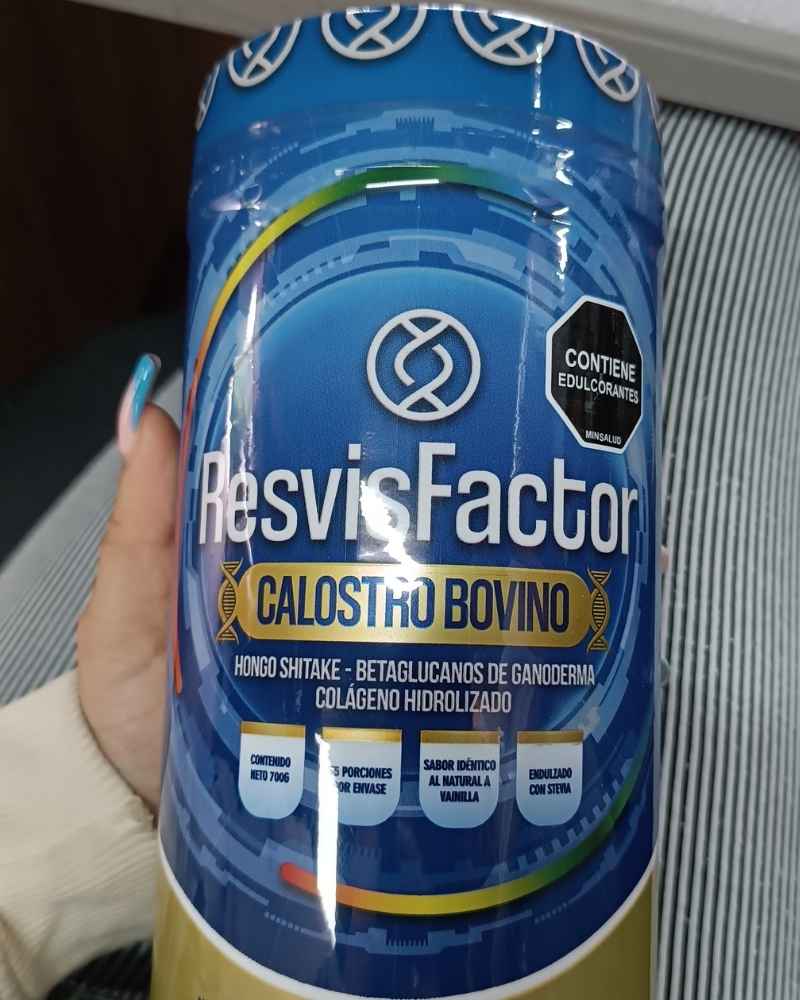 CONTIENE
EDULCORANTES
MINSALUD
ResvisFactor
CALOSTRO BOVINO
HONGO SHITAKE - BETAGLUCANOS DE GANODERMA
COLÁGENO HIDROLIZADO
CONTENIDO
NETO 700G
PORCIONES
POR ENVASE
SABOR IDÉNTICO
AL NATURAL A
VAINILLA
ENDULZADO
CON STEVIA